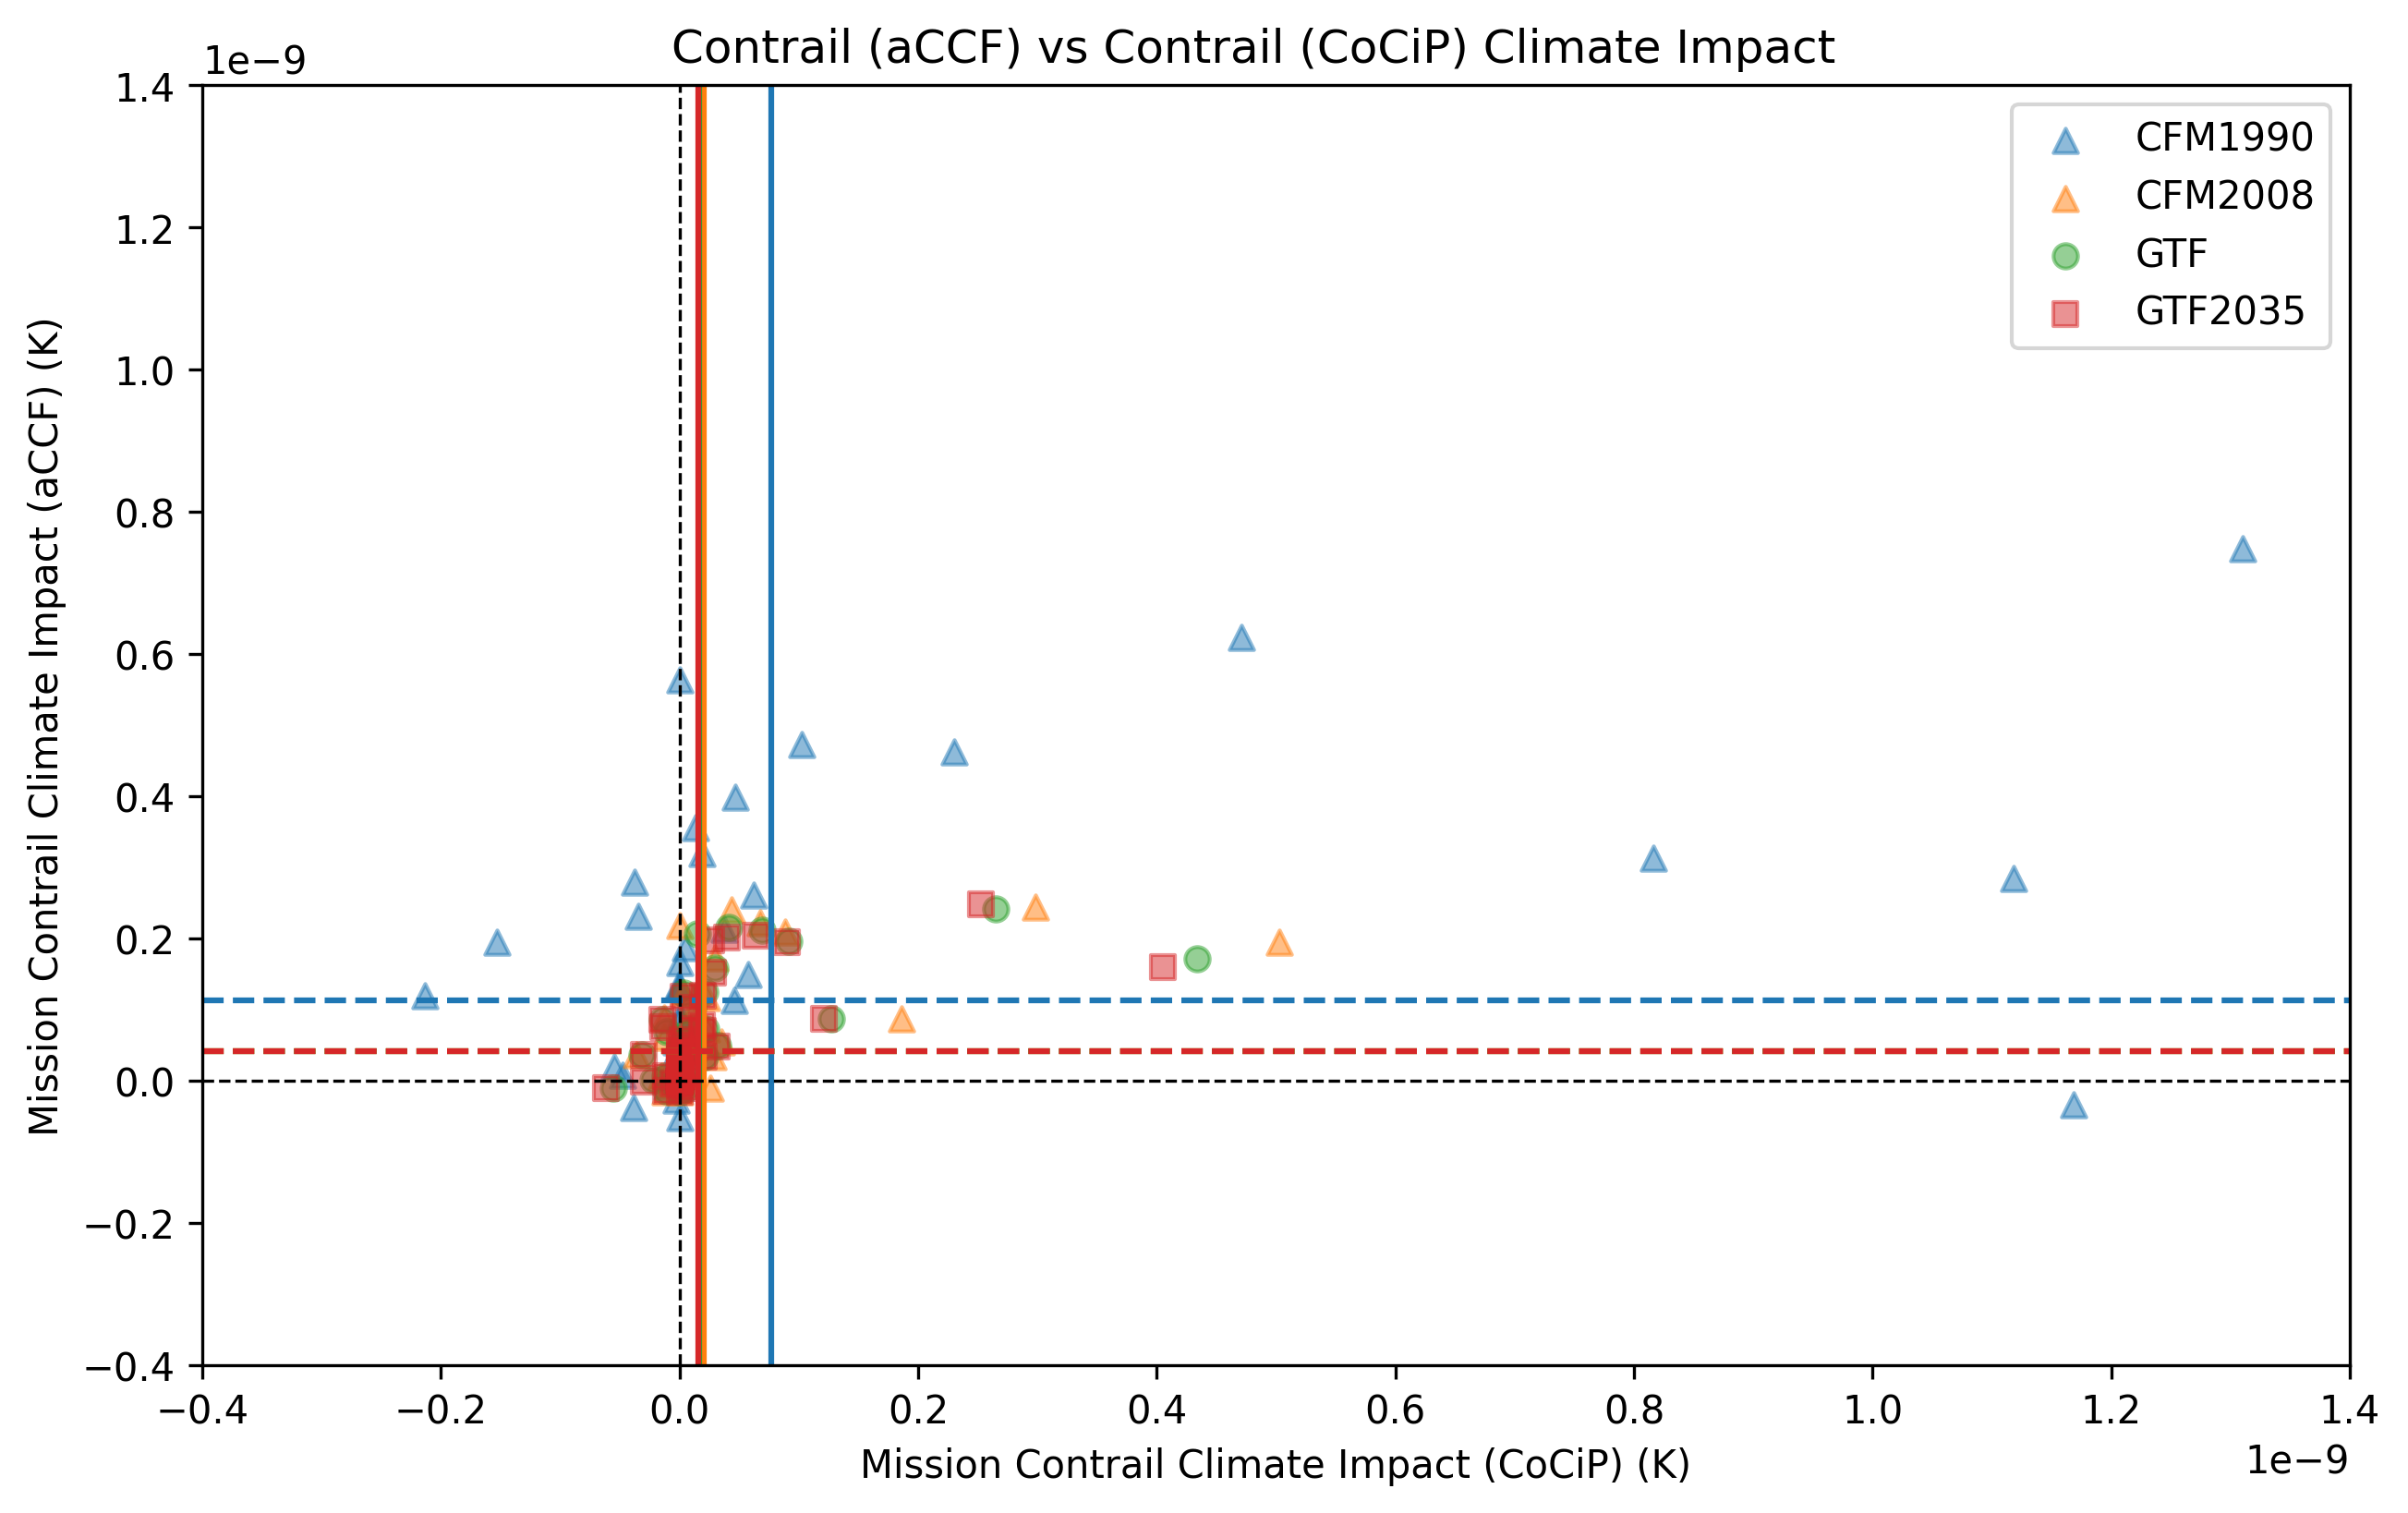 Contrail (aCCF) vs Contrail (CoCiP) Climate Impact
1e−9
1.4
1.2
1.0
0.8
0.6
0.4
0.2
0.0
−0.2
−0.4
Mission Contrail Climate Impact (aCCF) (K)
CFM1990
CFM2008
GTF
GTF2035
−0.4 −0.2 0.0 0.2 0.4 0.6 0.8 1.0 1.2 1.4
Mission Contrail Climate Impact (CoCiP) (K)
1e−9